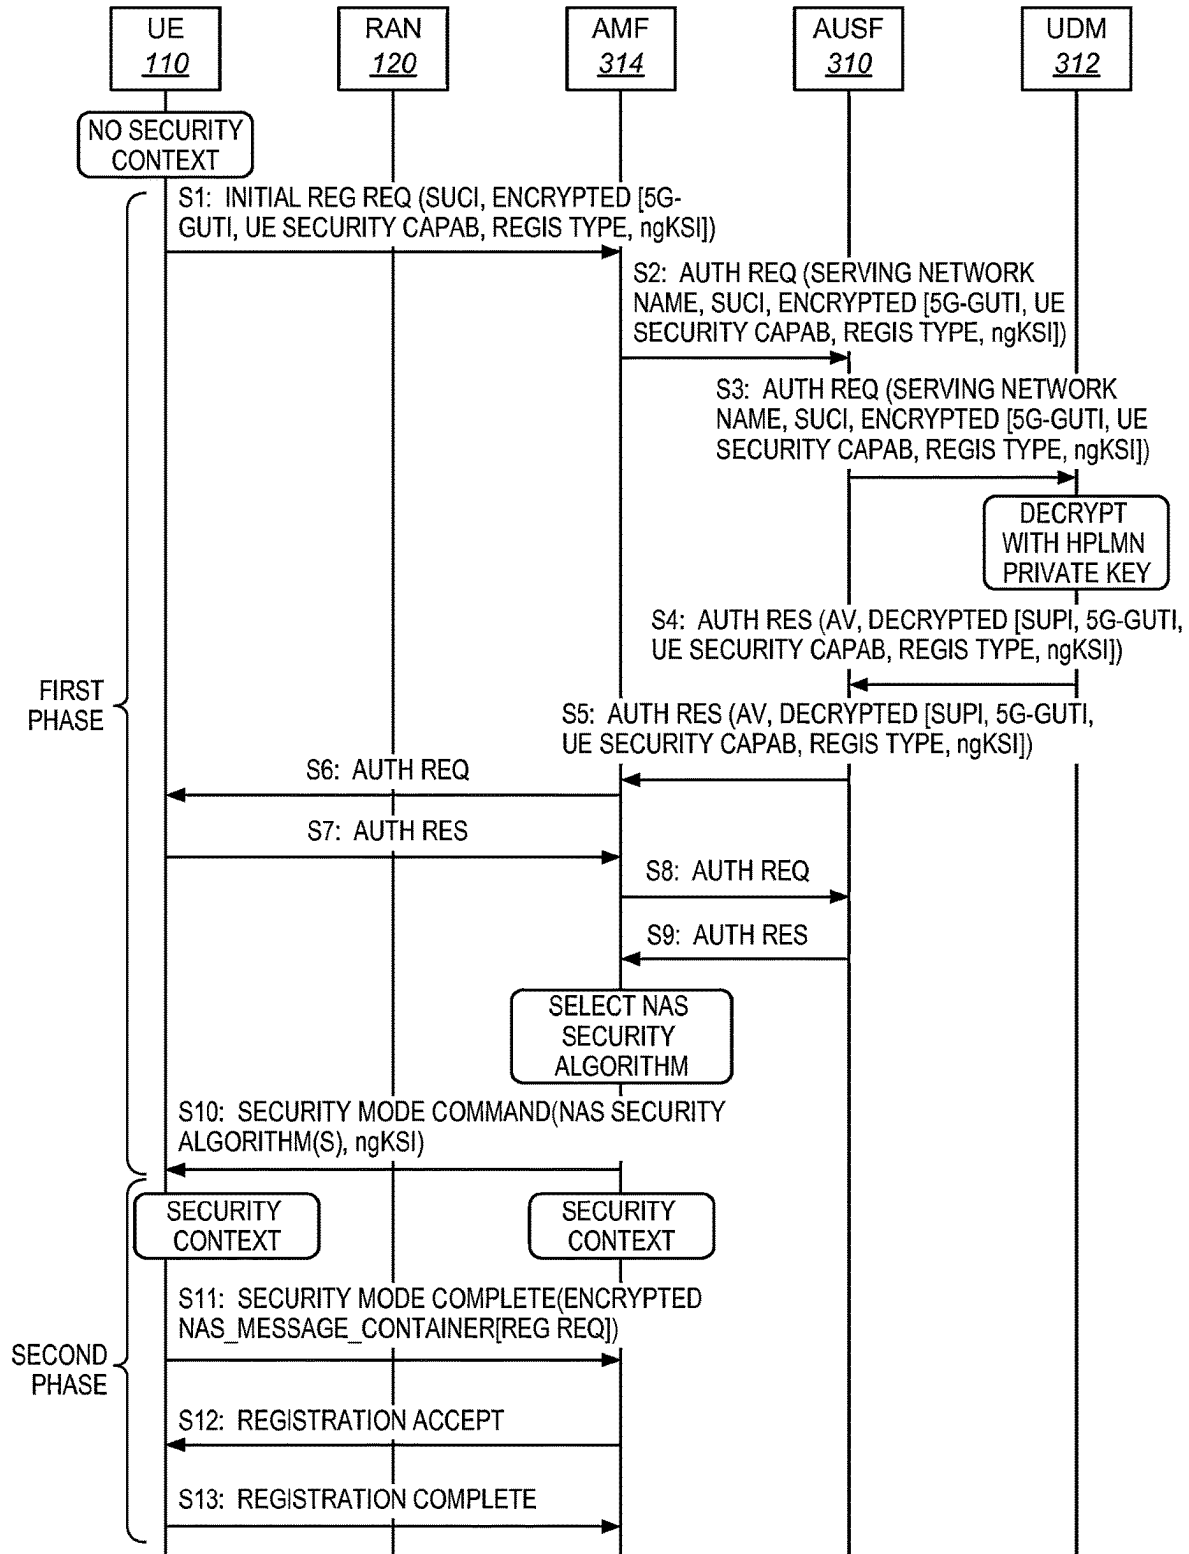 UE
110
RAN
120
AMF
314
AUSF
310
UDM
312
NO SECURITY
CONTEXT
S1: INITIAL REG REQ (SUCI, ENCRYPTED [5G-
GUTI, UE SECURITY CAPAB, REGIS TYPE, ngKSI])
S2: AUTH REQ (SERVING NETWORK
NAME, SUCI, ENCRYPTED [5G-GUTI, UE
SECURITY CAPAB, REGIS TYPE, ngKSI])
S3: AUTH REQ (SERVING NETWORK
NAME, SUCI, ENCRYPTED [5G-GUTI, UE
SECURITY CAPAB, REGIS TYPE, ngKSI])
DECRYPT
WITH HPLMN
PRIVATE KEY
S4: AUTH RES (AV, DECRYPTED [SUPI, 5G-GUTI,
UE SECURITY CAPAB, REGIS TYPE, ngKSI])
FIRST
PHASE
S5: AUTH RES (AV, DECRYPTED [SUPI, 5G-GUTI,
UE SECURITY CAPAB, REGIS TYPE, ngKSI])
S6: AUTH REQ
S7: AUTH RES
S8: AUTH REQ
S9: AUTH RES
SELECT NAS
SECURITY
ALGORITHM
S10: SECURITY MODE COMMAND(NAS SECURITY
ALGORITHM(S), ngKSI)
SECURITY
CONTEXT
SECURITY
CONTEXT
S11: SECURITY MODE COMPLETE(ENCRYPTED
NAS_MESSAGE_CONTAINER[REG REQ])
SECOND
PHASE
S12: REGISTRATION ACCEPT
S13: REGISTRATION COMPLETE